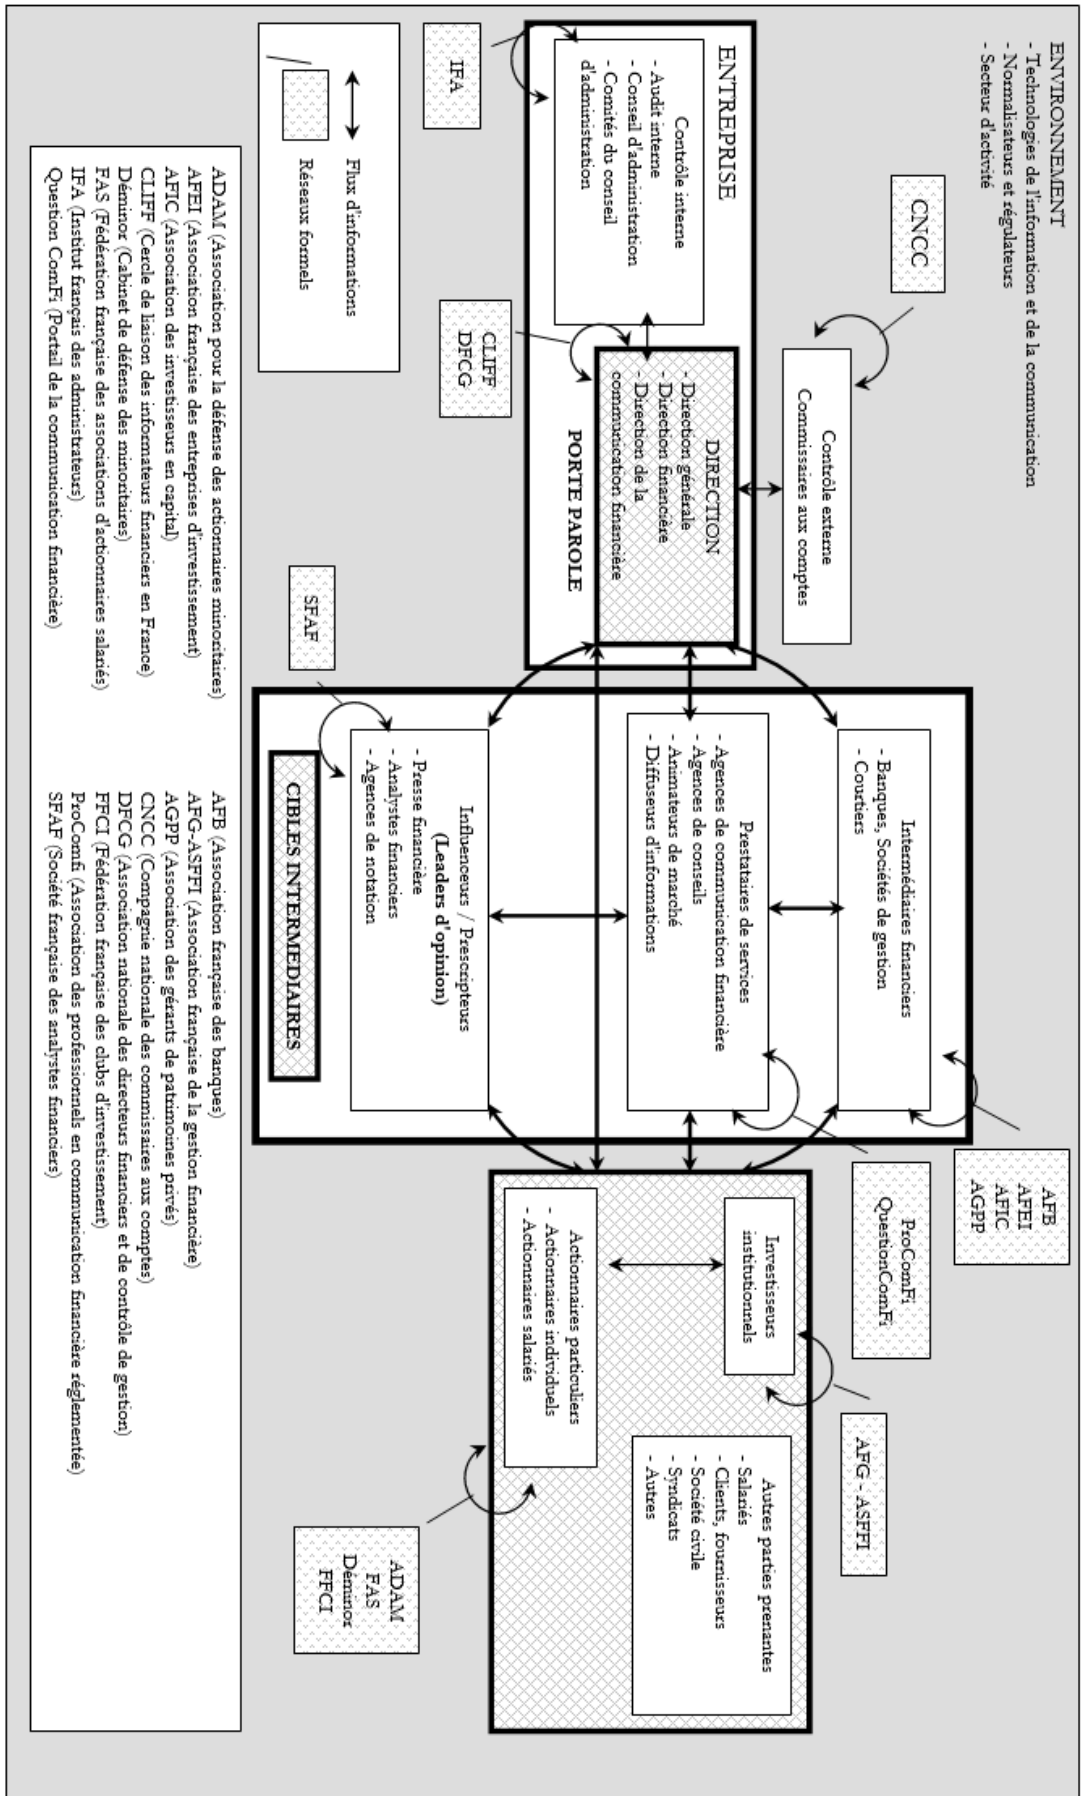 ENVIRONNEMENT
- Technologies de l'information et de la communication
- Normalisateurs et régulateurs
- Secteur d'activité
CNCC
Contrôle externe
Commissaires aux comptes
ENTREPRISE
Contrôle interne
- Audit interne
- Conseil d'administration
- Comités du conseil
d'administration
DIRECTION
- Direction générale
- Direction financière
- Direction de la
communication financière
PORTE PAROLE
IFA
CLIFF
DFCG
Intermédiaires financiers
- Banques, Sociétés de gestion
- Courtiers
Prestataires de services
- Agences de communication financière
- Agences de conseils
- Animateurs de marché
- Diffuseurs d'informations
Influenceurs / Prescripteurs
(Leaders d'opinion)
- Presse financière
- Analystes financiers
- Agences de notation
CIBLES INTERMEDIAIRES
SFAF
AFB
AFEI
AFIC
AGPP
ProComFi
QuestionComFi
AFG - ASFFI
Investisseurs
institutionnels
Actionnaires particuliers
- Actionnaires individuels
- Actionnaires salariés
Autres parties prenantes
- Salariés
- Clients, fournisseurs
- Société civile
- Syndicats
- Autres
ADAM
FAS
Déminor
FFCI
Flux d'informations
Réseaux formels
ADAM (Association pour la défense des actionnaires minoritaires)
AFEI (Association française des entreprises d'investissement)
AFIC (Association des investisseurs en capital)
CLIFF (Cercle de liaison des informateurs financiers en France)
Déminor (Cabinet de défense des minoritaires)
FAS (Fédération française des associations d'actionnaires salariés)
IFA (Institut français des administrateurs)
Question ComFi (Portail de la communication financière)
AFB (Association française des banques)
AFG-ASFFI (Association française de la gestion financière)
AGPP (Association des gérants de patrimoines privés)
CNCC (Compagnie nationale des commissaires aux comptes)
DFCG (Association nationale des directeurs financiers et de contrôle de gestion)
FFCI (Fédération française des clubs d'investissement)
ProComfi (Association des professionnels en communication financière réglementée)
SFAF (Société française des analystes financiers)